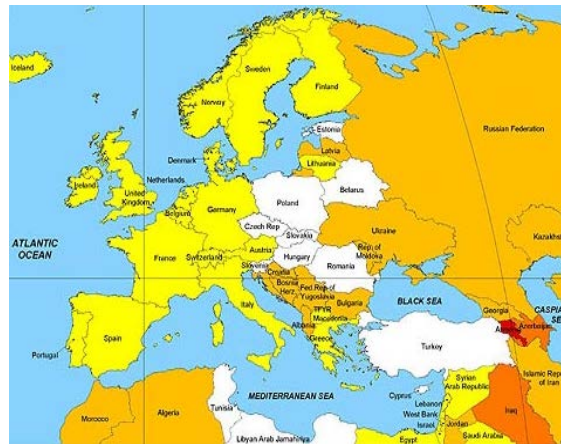 Iceland
Sweden
Finland
Norway
Russian Federation
Estonia
Latvia
Denmark
Lithuania
Ireland
United
Kingdom
Netherlands
Belarus
Germany
Poland
Belgium
Czech Rep
Ukraine
Slovakia
Kazakhs
ATLANTIC
OCEAN
France
Switzerland
Austria
Hungary
Rep of
Moldova
Slovenia
Romania
Croatia
Bosnia
Herz
Fed.Rep of
Yugoslavia
Italy
Bulgaria
BLACK SEA
Georgia
CASPIA
SE
TFYR
Macedonia
Albania
Azerbaijan
Portugal
Spain
Greece
Turkey
Islamic Repu
of Iran
Syrian
Arab Republic
MEDITERRANEAN SEA
Cyprus
Lebanon
West Bank
Israel
Iraq
Tunisia
Morocco
Algeria
Jordan
Libyan Arab Jamahiriya
Egypt
Saudi Arabia